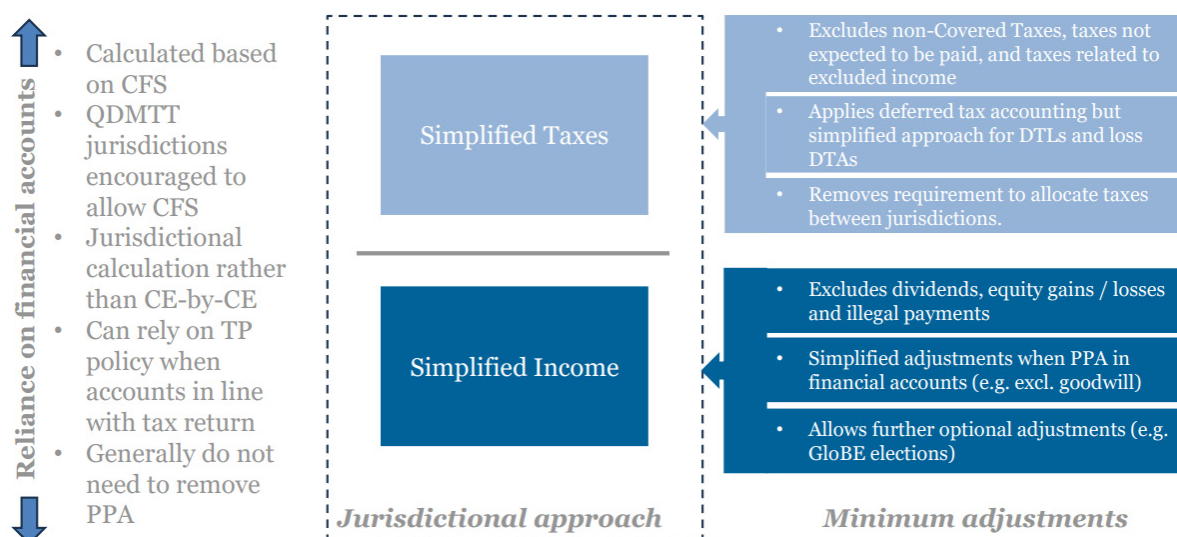 Reliance on financial accounts
• Calculated based
on CFS
• QDMTT
jurisdictions
encouraged to
allow CFS
• Jurisdictional
calculation rather
than CE-by-CE
• Can rely on TP
policy when
accounts in line
with tax return
• Generally do not
need to remove
PPA
Simplified Taxes
Simplified Income
Jurisdictional approach
• Excludes non-Covered Taxes, taxes not
expected to be paid, and taxes related to
excluded income
• Applies deferred tax accounting but
simplified approach for DTLs and loss
DTAs
• Removes requirement to allocate taxes
between jurisdictions.
• Excludes dividends, equity gains / losses
and illegal payments
• Simplified adjustments when PPA in
financial accounts (e.g. excl. goodwill)
• Allows further optional adjustments (e.g.
GloBE elections)
Minimum adjustments